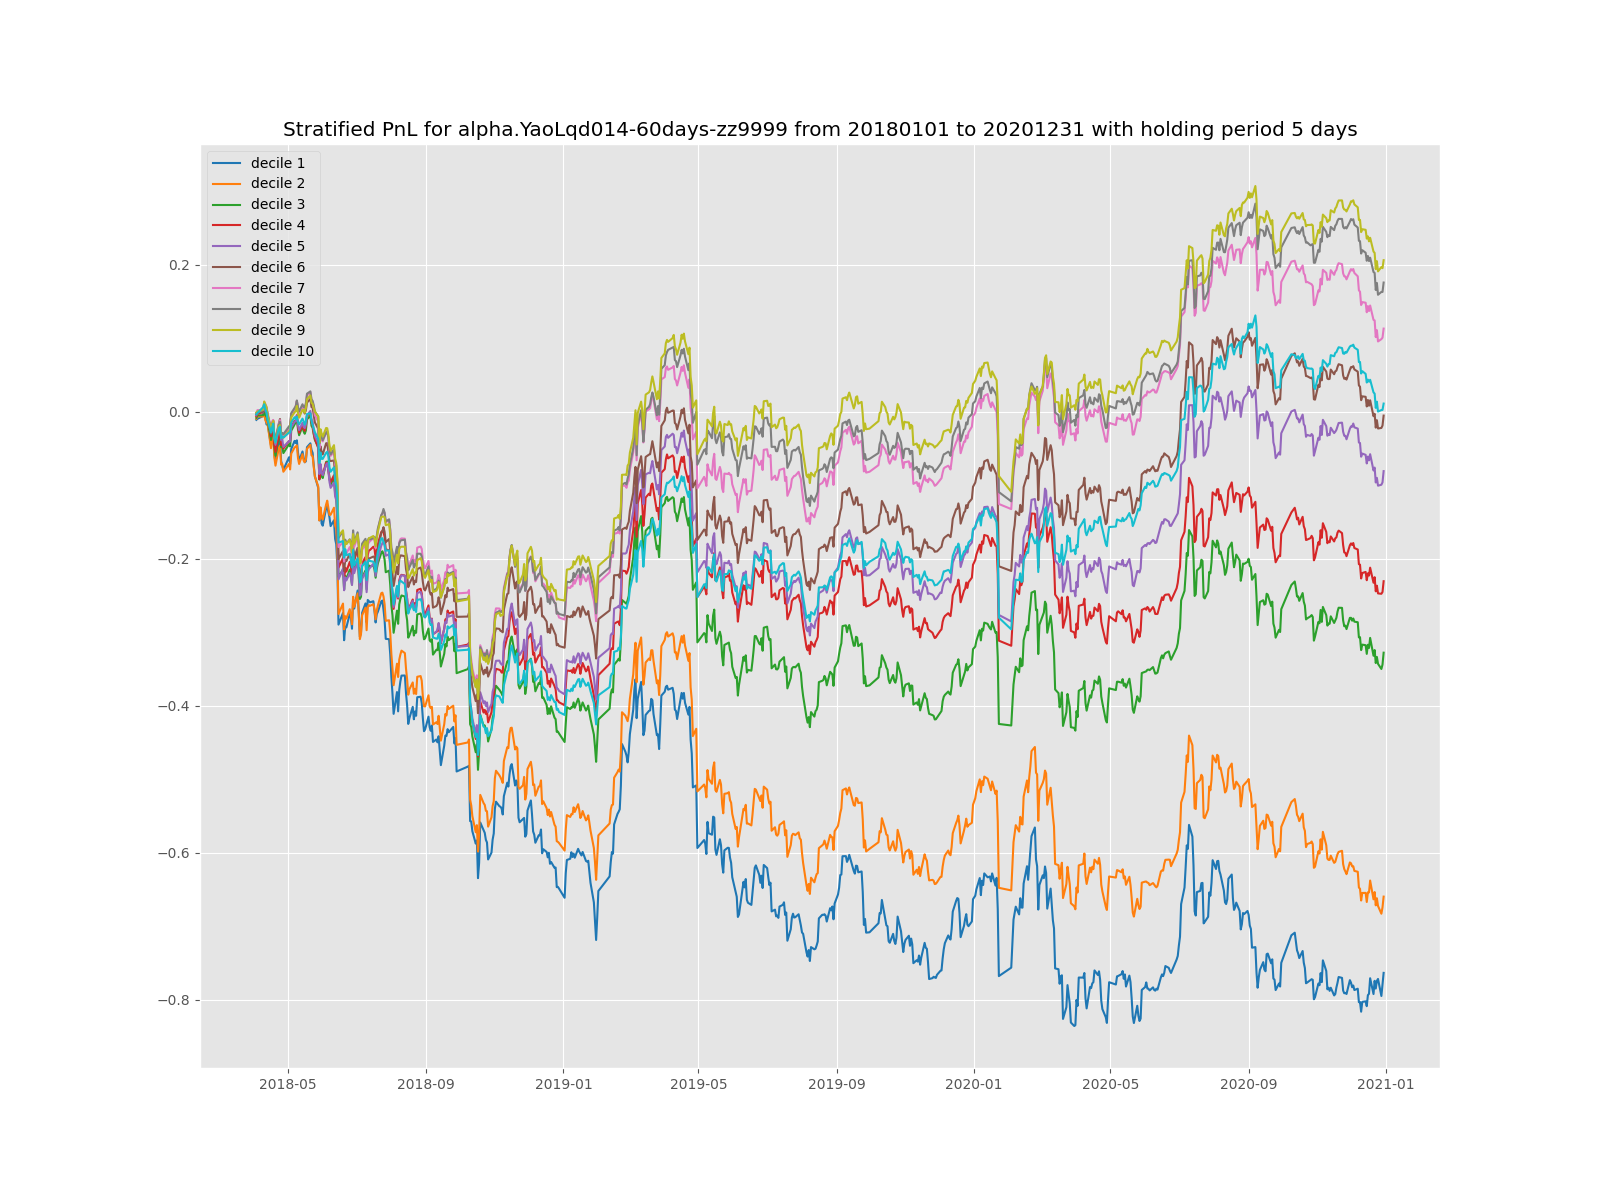 Stratified PnL for alpha.YaoLqd014-60days-zz9999 from 20180101 to 20201231 with holding period 5 days
decile 1
decile 2
decile 3
decile 4
decile 5
decile 6
decile 7
decile 8
decile 9
decile 10
0.2
0.0
−0.2
−0.4
−0.6
−0.8
2018-05 2018-09 2019-01 2019-05 2019-09 2020-01 2020-05 2020-09 2021-01